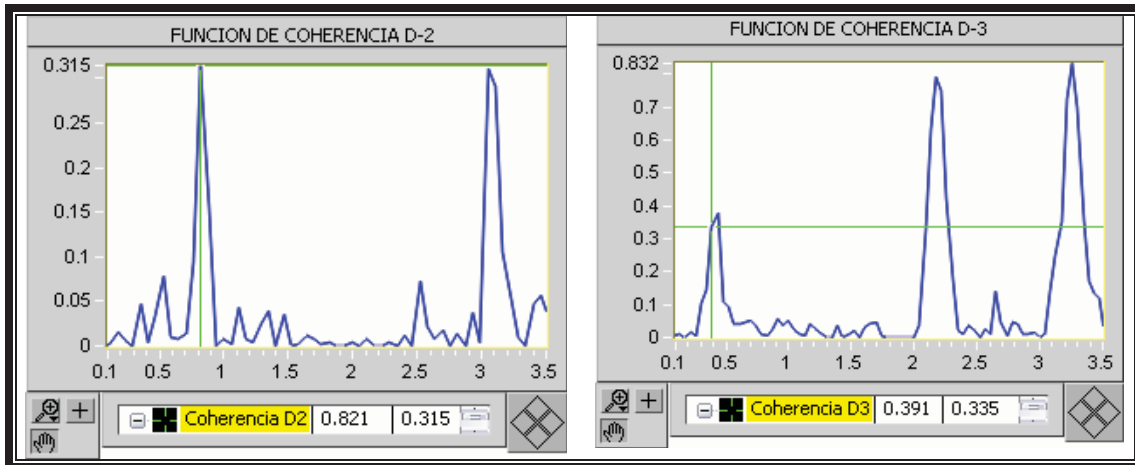 FUNCION DE COHERENCIA D-2
0.315
0.25
0.2
0.15
0.1
0.05
0
0.1 0.5 1 1.5 2 2.5 3 3.5
Coherencia D2 0.821 0.315
FUNCION DE COHERENCIA D-3
0.832
0.7
0.6
0.5
0.4
0.3
0.2
0.1
0
0.1 0.5 1 1.5 2 2.5 3 3.5
Coherencia D3 0.391 0.335